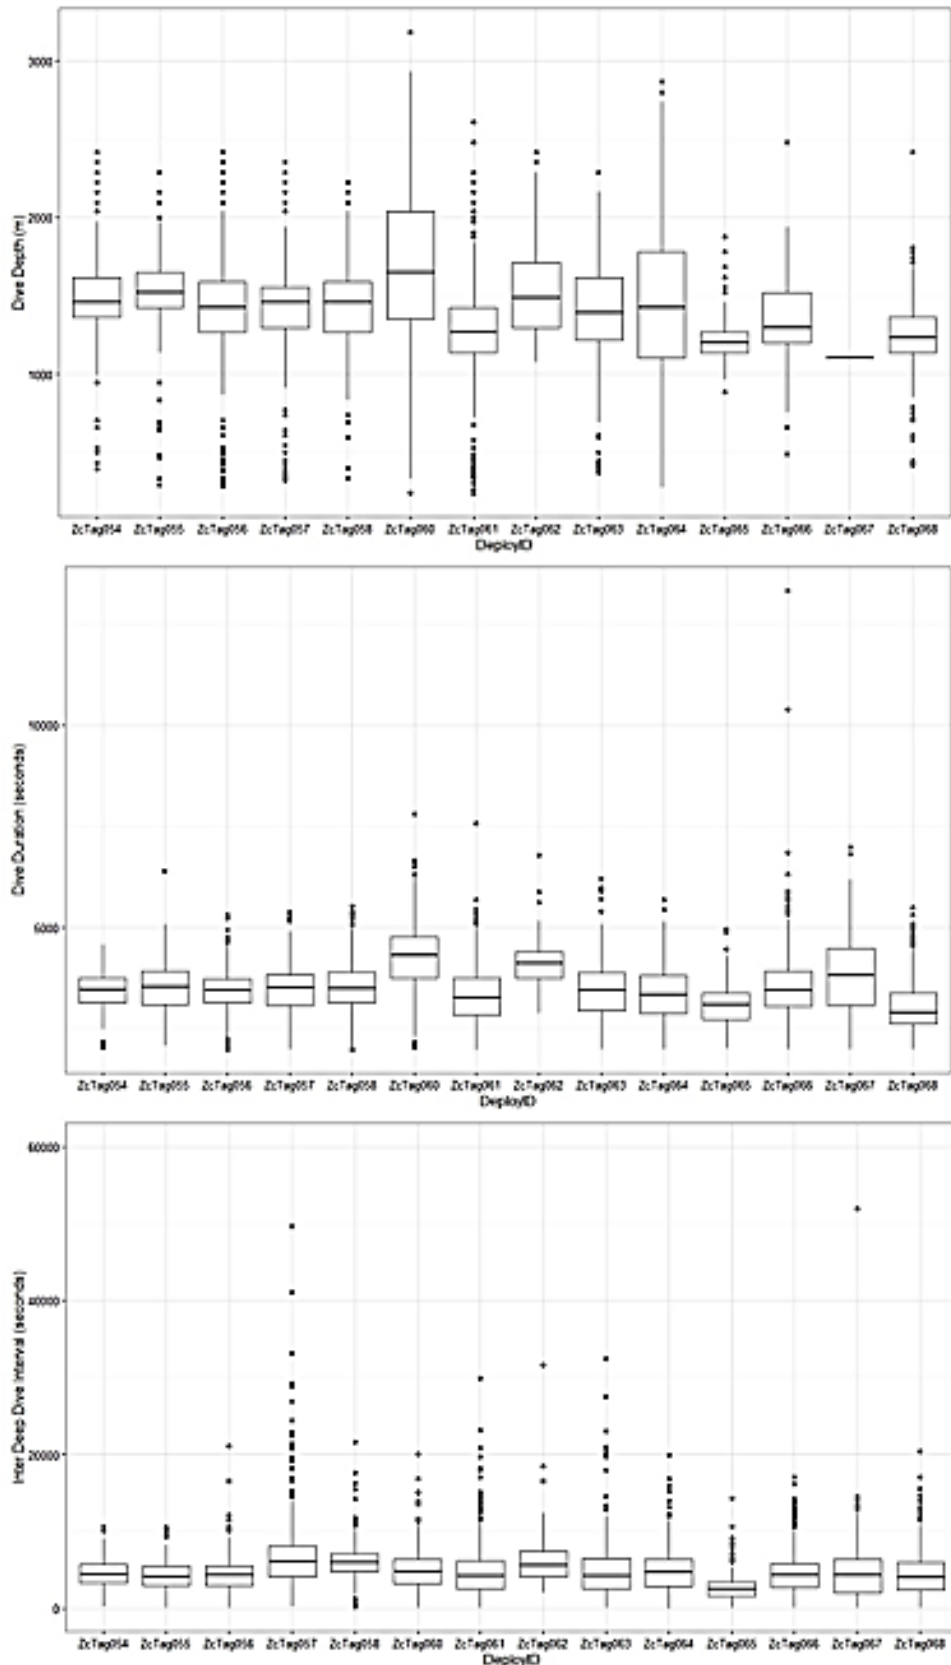 3000
2000
1000
Dive Depth (m)
ZcTag054 ZcTag055 ZcTag056 ZcTag057 ZcTag058 ZcTag060 ZcTag061 ZcTag062 ZcTag063 ZcTag064 ZcTag065 ZcTag066 ZcTag067 ZcTag068
DeployID
10000
5000
Dive Duration (seconds)
ZcTag054 ZcTag055 ZcTag056 ZcTag057 ZcTag058 ZcTag060 ZcTag061 ZcTag062 ZcTag063 ZcTag064 ZcTag065 ZcTag066 ZcTag067 ZcTag068
DeployID
60000
40000
20000
0
Inter Deep Dive Interval (seconds)
ZcTag054 ZcTag055 ZcTag056 ZcTag057 ZcTag058 ZcTag060 ZcTag061 ZcTag062 ZcTag063 ZcTag064 ZcTag065 ZcTag066 ZcTag067 ZcTag068
DeployID